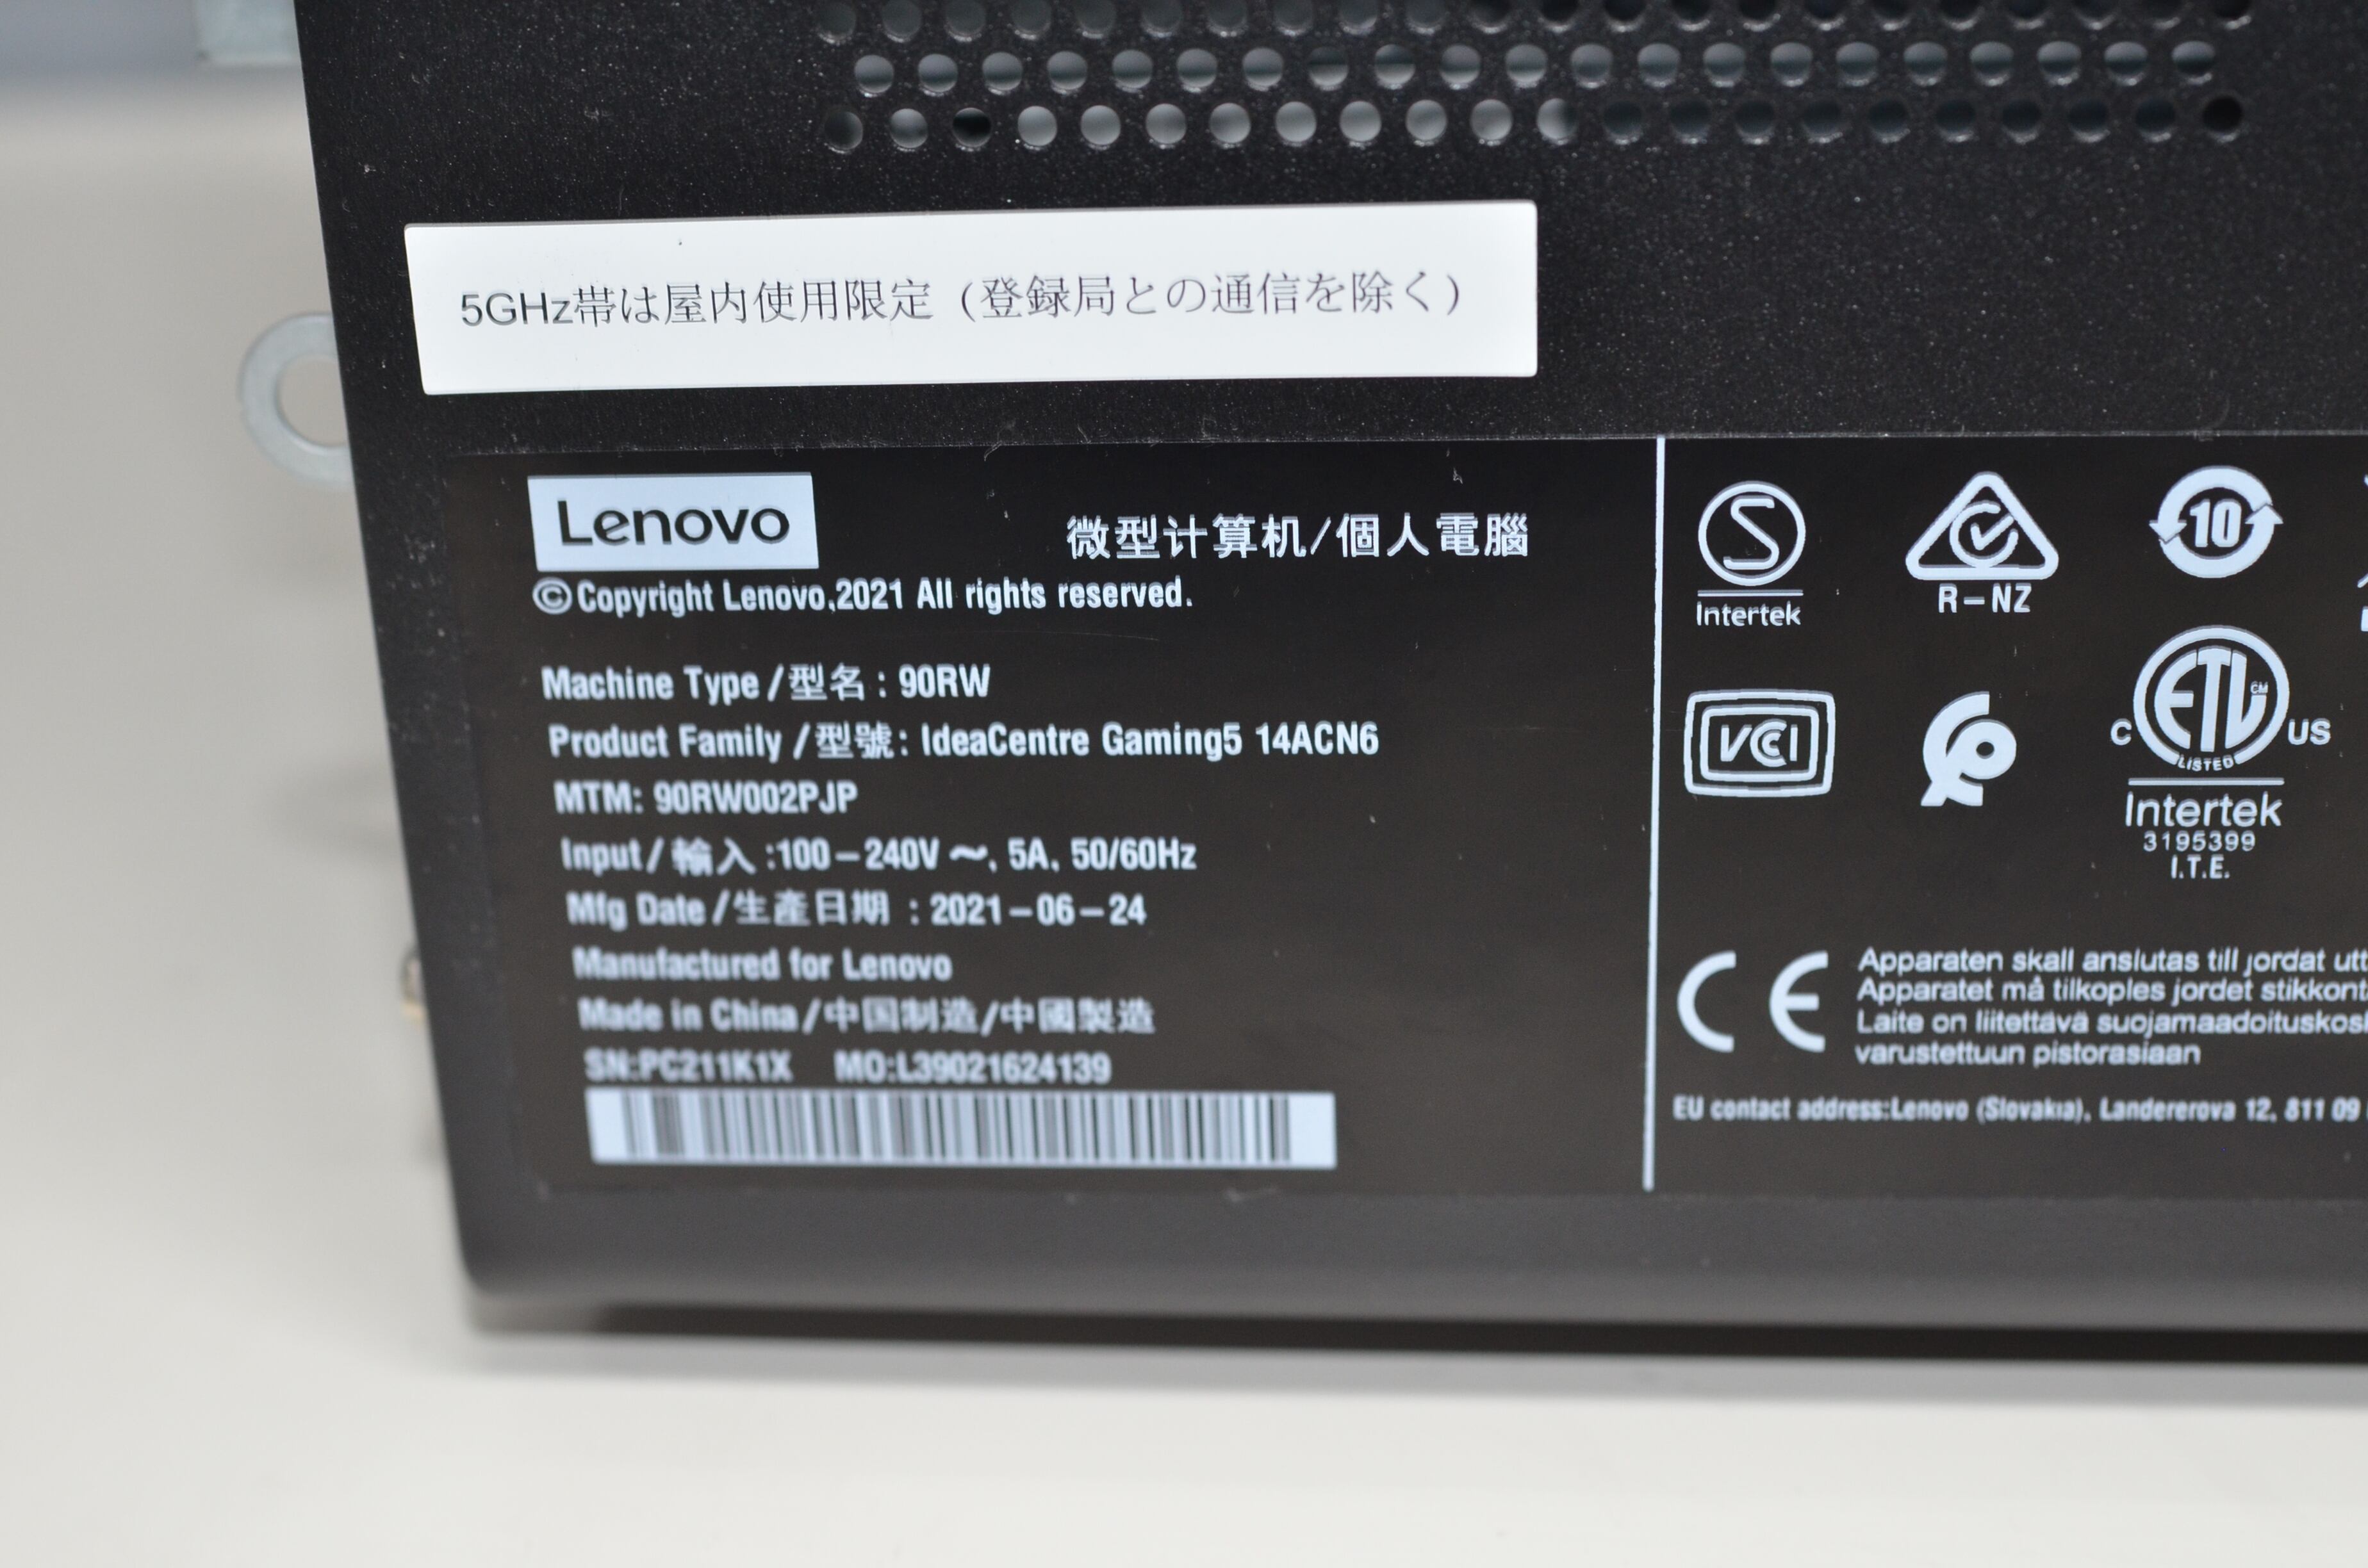 5GHz帯は屋内使用限定（登録局との通信を除く）
Lenovo
微型计算机/個人電腦
©Copyright Lenovo,2021 All rights reserved.
Machine Type/型名: 90RW
Product Family/型號: IdeaCentre Gaming5 14ACN6
MTM: 90RW002PJP
Input/輸入:100-240V～, 5A, 50/60Hz
Mfg Date/生產日期 : 2021-06-24
Manufactured for Lenovo
Made in China/中国制造/中國製造
SN:PC211K1X MO:L39021624139
S
Intertek
R-NZ
10
VCCI
C ETL CM US
LISTED
Intertek
3195399
I.T.E.
CE
Apparaten skall anslutas till jordat
Apparatet må tilkoples jordet
Laite on liitettävä
varustettuun pistorasiaan
EU contact address:Lenovo (Slovakia), Landererova 12, 811 09